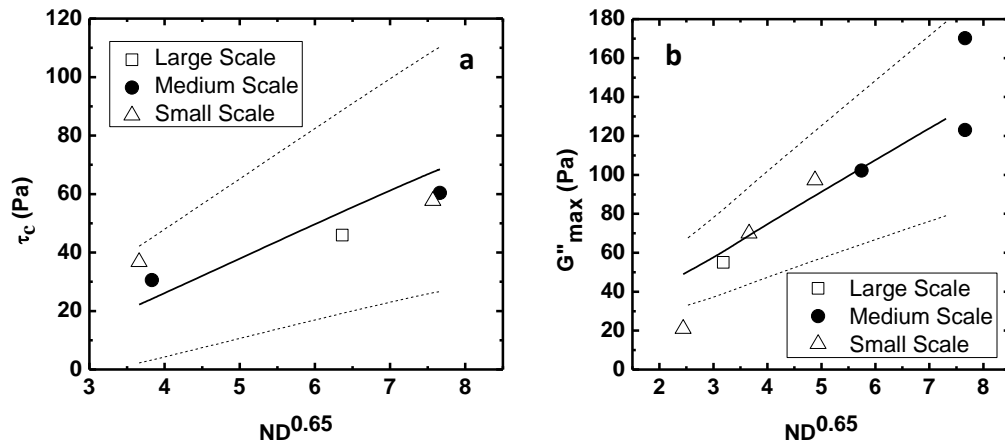 120
100
80
60
40
20
0
τc (Pa)
Large Scale
Medium Scale
Small Scale
a
3 4 5 6 7 8
ND0.65
180
160
140
120
100
80
60
40
20
0
G"max (Pa)
b
Large Scale
Medium Scale
Small Scale
2 3 4 5 6 7 8
ND0.65